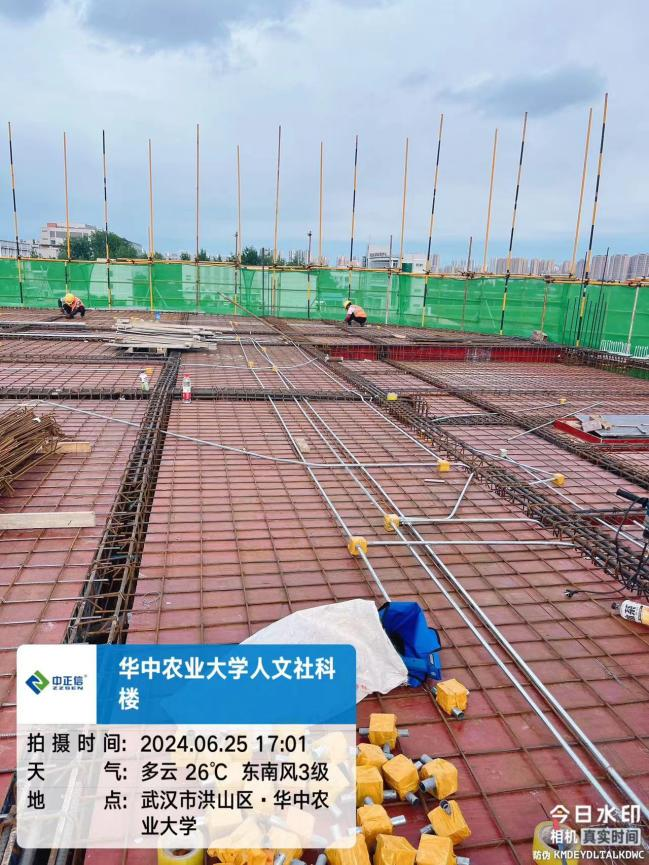 中正信
ZZSEN
华中农业大学人文社科
楼
拍摄时间: 2024.06.25 17:01
天气: 多云 26℃ 东南风3级
地点: 武汉市洪山区·华中农
业大学
今日水印
相机 真实时间
防伪 KMDEYDLTALKDWC